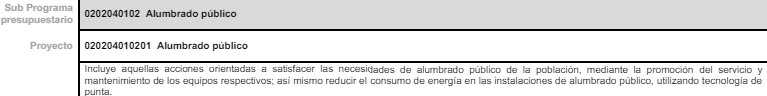 Sub Programa
presupuestario
0202040102 Alumbrado público
Proyecto
020204010201 Alumbrado público
Incluye aquellas acciones orientadas a satisfacer las necesidades de alumbrado público de la población, mediante la promoción del servicio y
mantenimiento de los equipos respectivos; así mismo reducir el consumo de energía en las instalaciones de alumbrado público, utilizando tecnología de
punta.